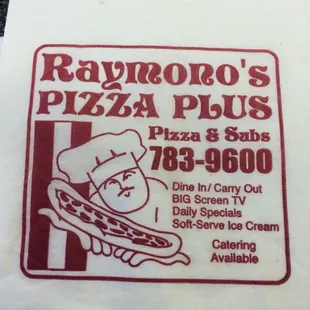 Raymono's
PIZZA PLUS
Pizza & Subs
783-9600
Dine In/ Carry Out
BIG Screen TV
Daily Specials
Soft-Serve Ice Cream
Catering
Available